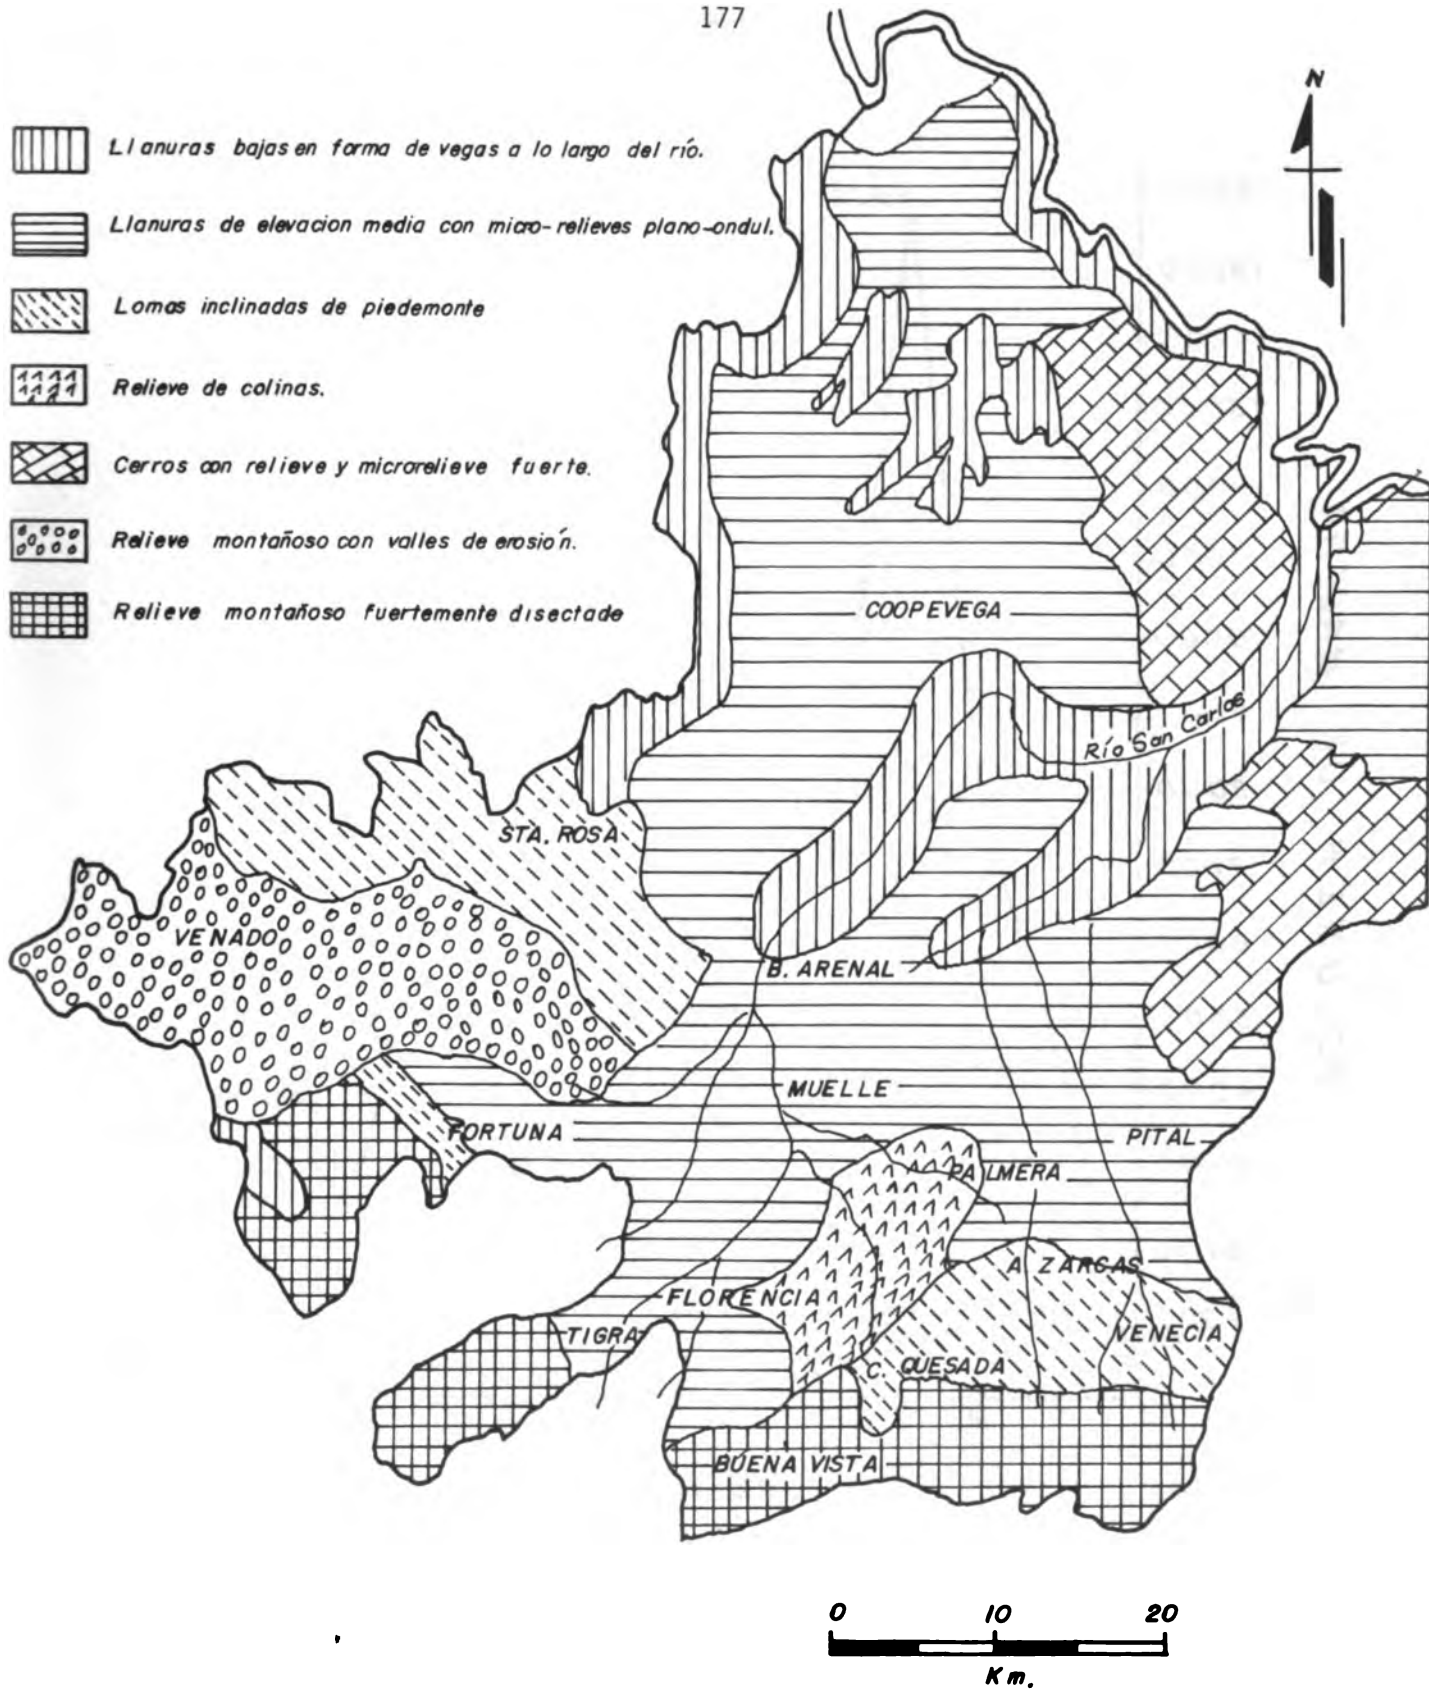 177
N
Llanuras bajas en forma de vegas a lo largo del río.
Llanuras de elevacion media con micro-relieves plano-ondul.
Lomas inclinadas de piedemonte
Relieve de colinas.
Cerros con relieve y microrelieve fuerte.
Relieve montañoso con valles de erosión.
Relieve montañoso fuertemente disectade
COOPEVEGA
Río San Carlos
STA. ROSA
VENADO
B. ARENAL
MUELLE
FORTUNA
PITAL
PALMERA
A. ZARCAS
FLORENCIA
TIGRA
VENECIA
C. QUESADA
BUENA VISTA
0 10 20
Km.